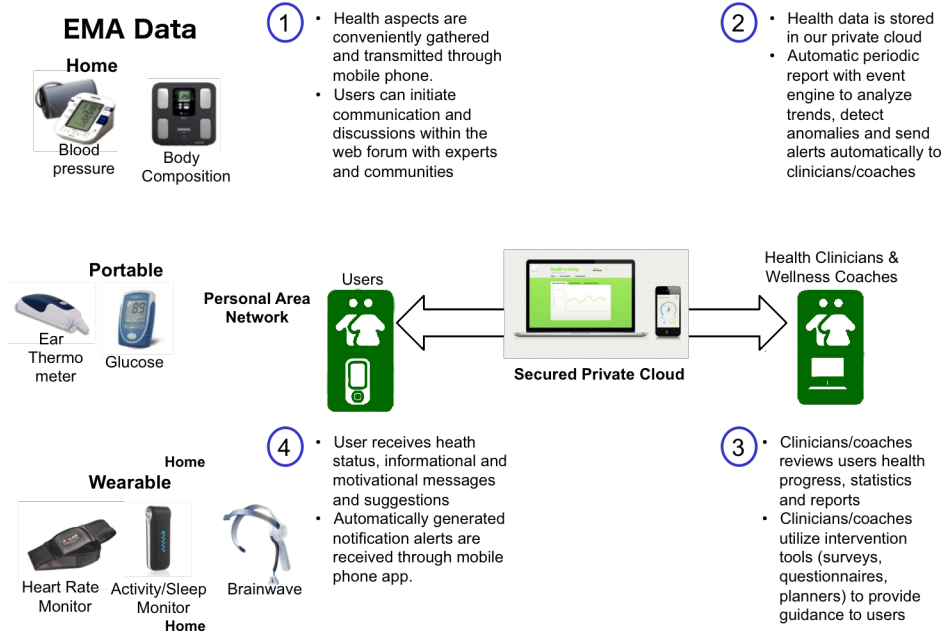 EMA Data
Home
Blood
pressure
Body
Composition
1
• Health aspects are
conveniently gathered
and transmitted through
mobile phone.
• Users can initiate
communication and
discussions within the
web forum with experts
and communities
2
• Health data is stored
in our private cloud
• Automatic periodic
report with event
engine to analyze
trends, detect
anomalies and send
alerts automatically to
clinicians/coaches
Portable
Ear
Thermo
meter
Glucose
Personal Area
Network
Users
Secured Private Cloud
Health Clinicians &
Wellness Coaches
Home
Wearable
Heart Rate
Monitor
Activity/Sleep
Monitor
Brainwave
Home
4
• User receives heath
status, informational and
motivational messages
and suggestions
• Automatically generated
notification alerts are
received through mobile
phone app.
3
• Clinicians/coaches
reviews users health
progress, statistics
and reports
• Clinicians/coaches
utilize intervention
tools (surveys,
questionnaires,
planners) to provide
guidance to users